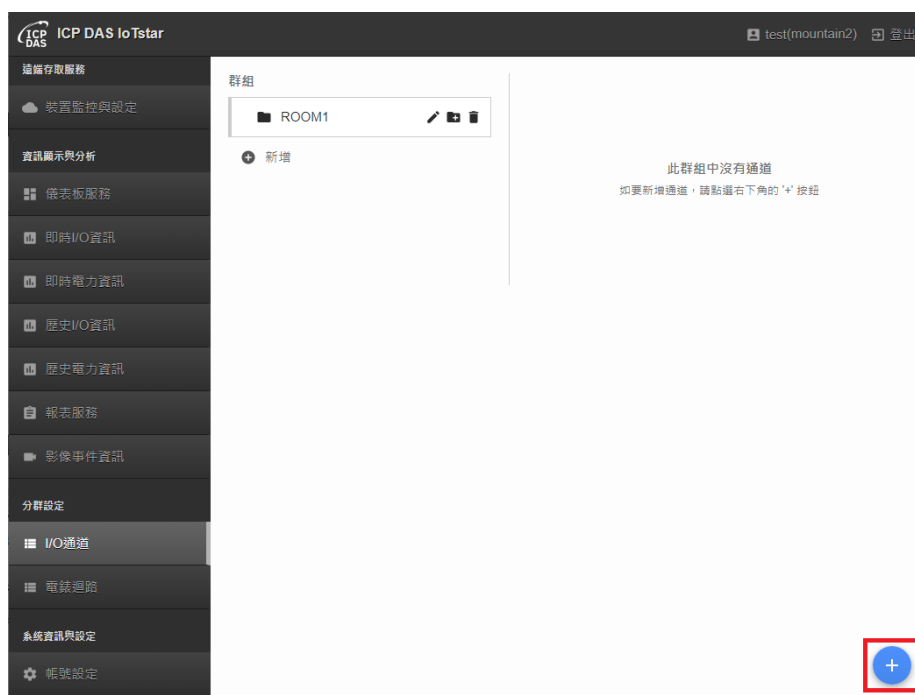 ICP DAS
ICP DAS IoTstar
test(mountain2)
登出
遠端存取服務
裝置監控與設定
資訊顯示與分析
儀表板服務
即時I/O資訊
即時電力資訊
歷史I/O資訊
歷史電力資訊
報表服務
影像事件資訊
分群設定
I/O通道
電錶迴路
系統資訊與設定
帳號設定
群組
ROOM1
新增
此群組中沒有通道
如要新增通道，請點選右下角的 '+' 按鈕
+